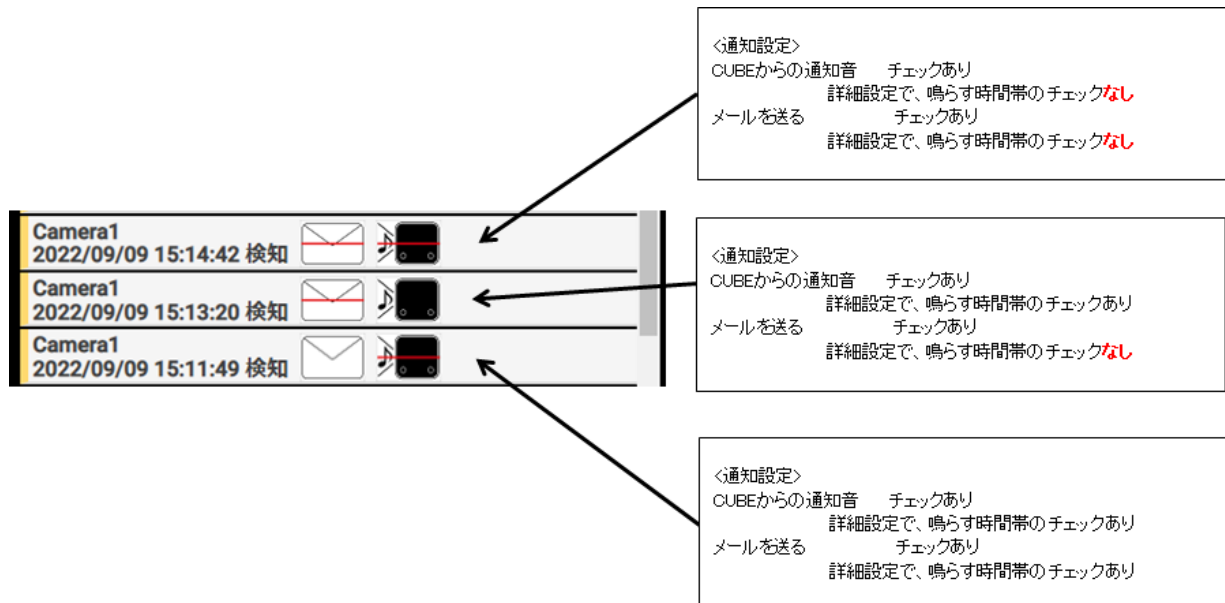 <通知設定>
CUBEからの通知音 チェックあり
詳細設定で、鳴らす時間帯のチェックなし
メールを送る チェックあり
詳細設定で、鳴らす時間帯のチェックなし
Camera1
2022/09/09 15:14:42 検知
Camera1
2022/09/09 15:13:20 検知
Camera1
2022/09/09 15:11:49 検知
<通知設定>
CUBEからの通知音 チェックあり
詳細設定で、鳴らす時間帯のチェックあり
メールを送る チェックあり
詳細設定で、鳴らす時間帯のチェックなし
<通知設定>
CUBEからの通知音 チェックあり
詳細設定で、鳴らす時間帯のチェックあり
メールを送る チェックあり
詳細設定で、鳴らす時間帯のチェックあり